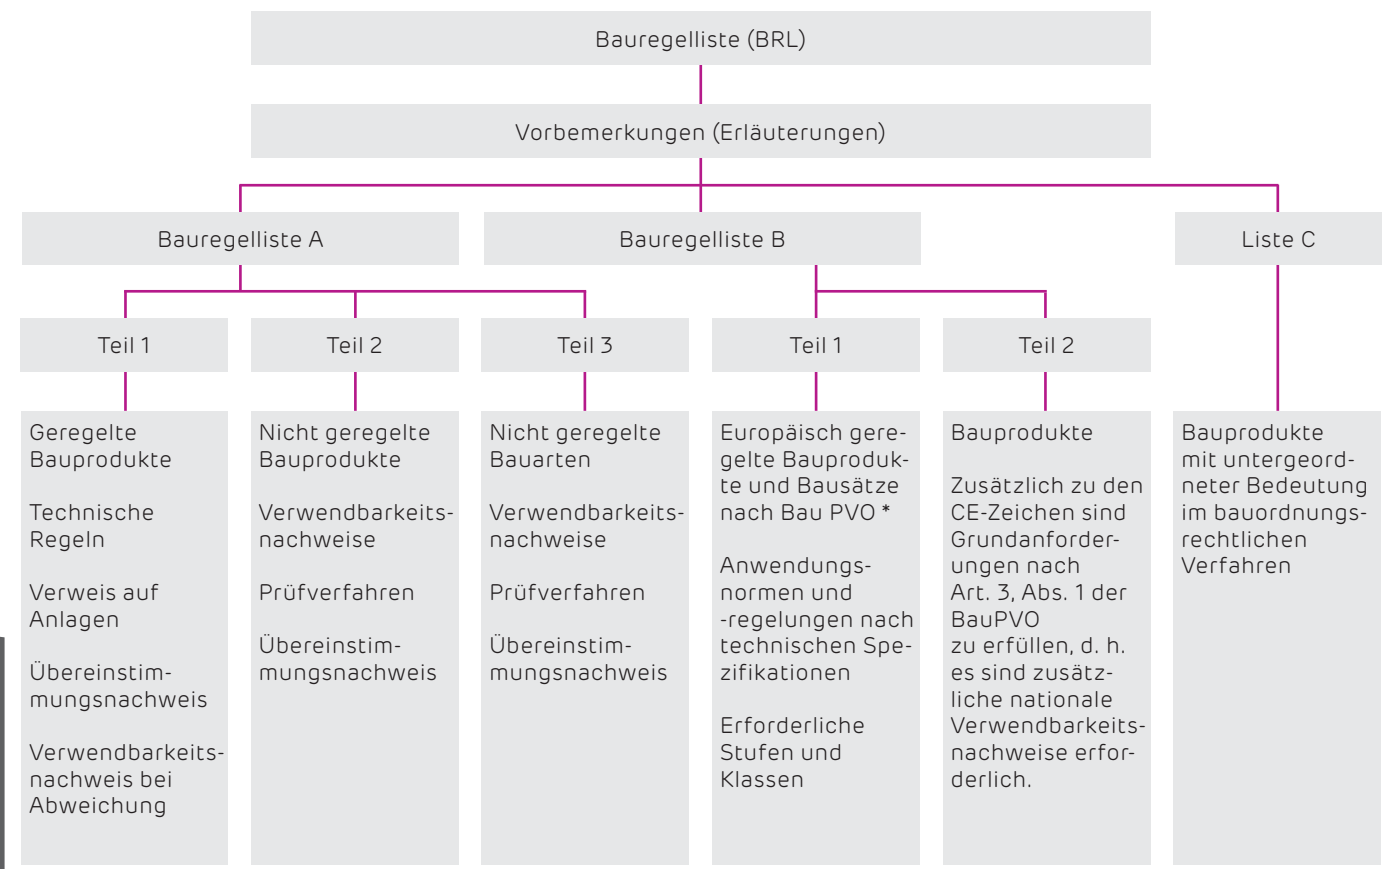 Bauregelliste (BRL)
Vorbemerkungen (Erläuterungen)
Bauregelliste A
Bauregelliste B
Liste C
Teil 1
Teil 2
Teil 3
Teil 1
Teil 2
Geregelte
Bauprodukte
Technische
Regeln
Verweis auf
Anlagen
Übereinstim-
mungsnachweis
Verwendbarkeits-
nachweis bei
Abweichung
Nicht geregelte
Bauprodukte
Verwendbarkeits-
nachweise
Prüfverfahren
Übereinstim-
mungsnachweis
Nicht geregelte
Bauarten
Verwendbarkeits-
nachweise
Prüfverfahren
Übereinstim-
mungsnachweis
Europäisch gere-
gelte Bauproduk-
te und Bausätze
nach Bau PVO *
Anwendungs-
normen und
-regelungen nach
technischen Spe-
zifikationen
Erforderliche
Stufen und
Klassen
Bauprodukte
Zusätzlich zu den
CE-Zeichen sind
Grundanforder-
ungen nach
Art. 3, Abs. 1 der
BauPVO
zu erfüllen, d. h.
es sind zusätz-
liche nationale
Verwendbarkeits-
nachweise erfor-
derlich.
Bauprodukte
mit untergeord-
neter Bedeutung
im bauordnungs-
rechtlichen
Verfahren